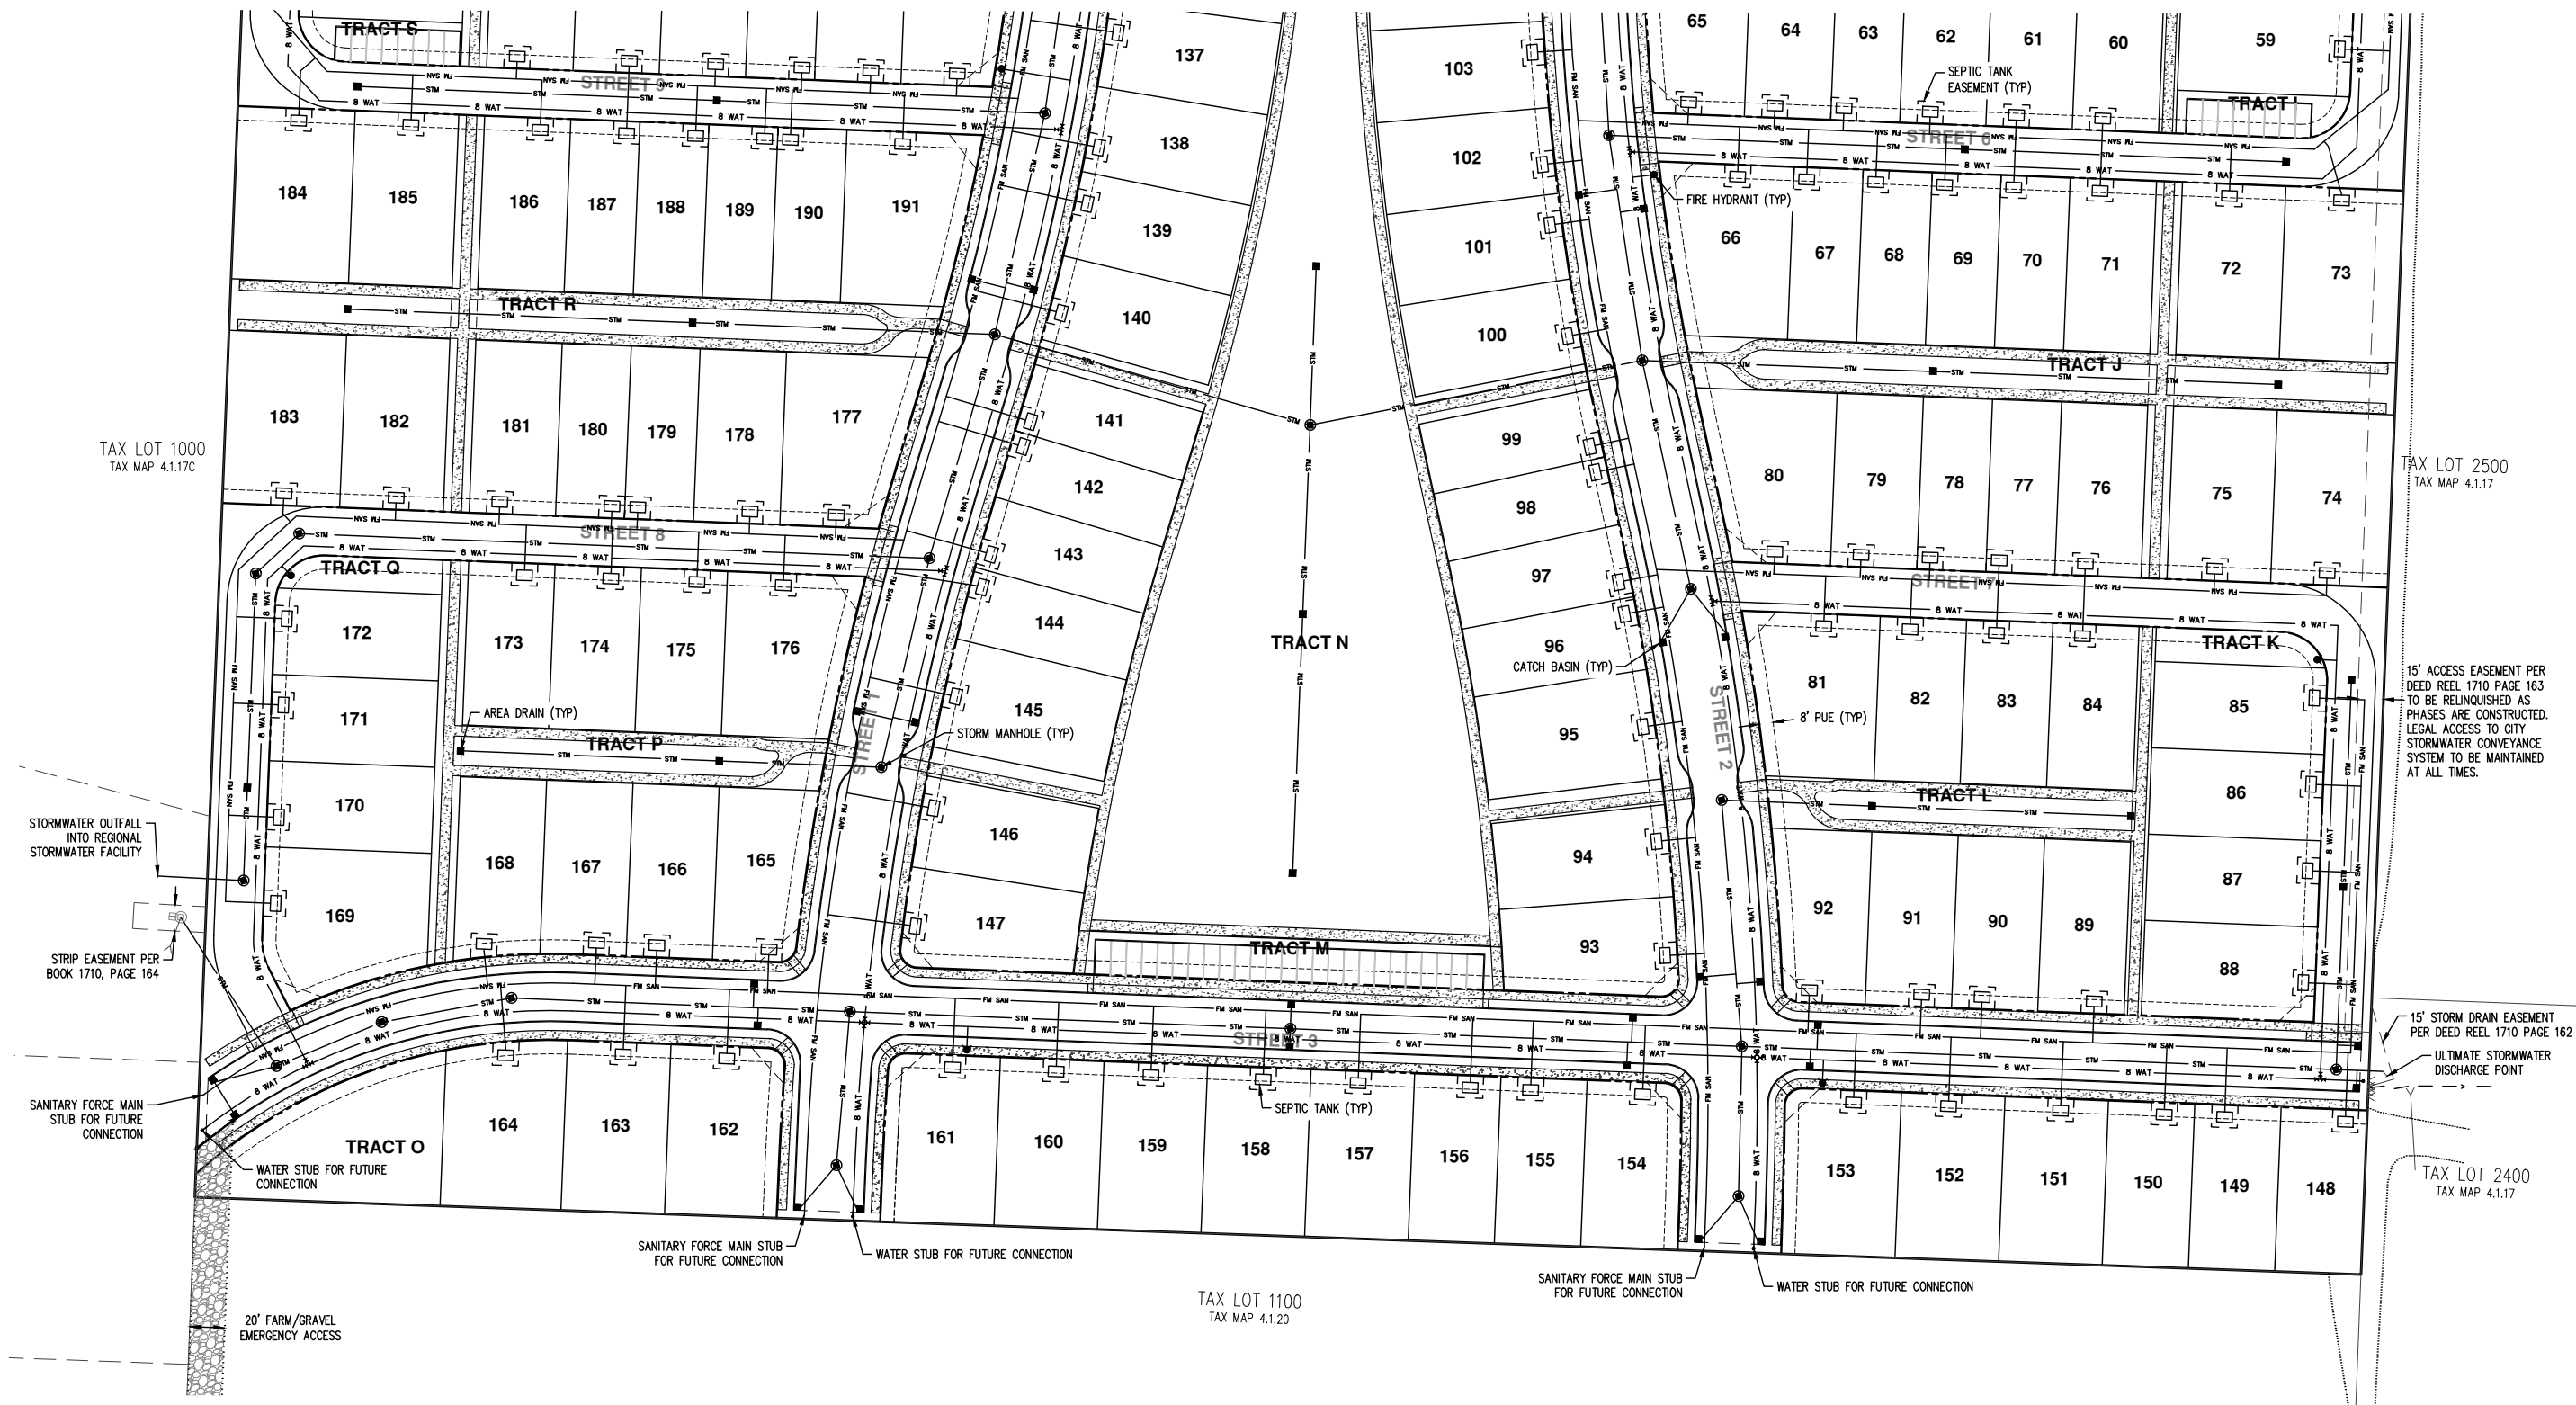 TRACT S
STREET 9
137
138
139
140
103
102
101
100
65
64
63
62
61
60
59
TRACT I
SEPTIC TANK
EASEMENT (TYP)
STREET 6
FIRE HYDRANT (TYP)
66
67
68
69
70
71
72
73
184
185
186
187
188
189
190
191
TRACT R
TRACT J
183
182
181
180
179
178
177
141
142
143
144
145
99
98
97
96
95
80
79
78
77
76
75
74
TAX LOT 1000
TAX MAP 4.1.17C
TAX LOT 2500
TAX MAP 4.1.17
STREET 8
TRACT Q
STREET 7
TRACT K
172
171
170
169
173
174
175
176
TRACT N
CATCH BASIN (TYP)
81
82
83
84
85
86
87
88
15' ACCESS EASEMENT PER
DEED REEL 1710 PAGE 163
TO BE RELINQUISHED AS
PHASES ARE CONSTRUCTED.
LEGAL ACCESS TO CITY
STORMWATER CONVEYANCE
SYSTEM TO BE MAINTAINED
AT ALL TIMES.
AREA DRAIN (TYP)
TRACT P
STREET 1
STORM MANHOLE (TYP)
STREET 2
8' PUE (TYP)
TRACT L
STORMWATER OUTFALL
INTO REGIONAL
STORMWATER FACILITY
168
167
166
165
146
147
94
93
92
91
90
89
STRIP EASEMENT PER
BOOK 1710, PAGE 164
TRACT M
STREET 3
15' STORM DRAIN EASEMENT
PER DEED REEL 1710 PAGE 162
ULTIMATE STORMWATER
DISCHARGE POINT
SANITARY FORCE MAIN
STUB FOR FUTURE
CONNECTION
TRACT O
164
163
162
161
160
159
158
157
156
155
154
153
152
151
150
149
148
SEPTIC TANK (TYP)
WATER STUB FOR FUTURE
CONNECTION
TAX LOT 2400
TAX MAP 4.1.17
SANITARY FORCE MAIN STUB
FOR FUTURE CONNECTION
WATER STUB FOR FUTURE CONNECTION
SANITARY FORCE MAIN STUB
FOR FUTURE CONNECTION
WATER STUB FOR FUTURE CONNECTION
TAX LOT 1100
TAX MAP 4.1.20
20' FARM/GRAVEL
EMERGENCY ACCESS
8 WAT
FM SAN
STM